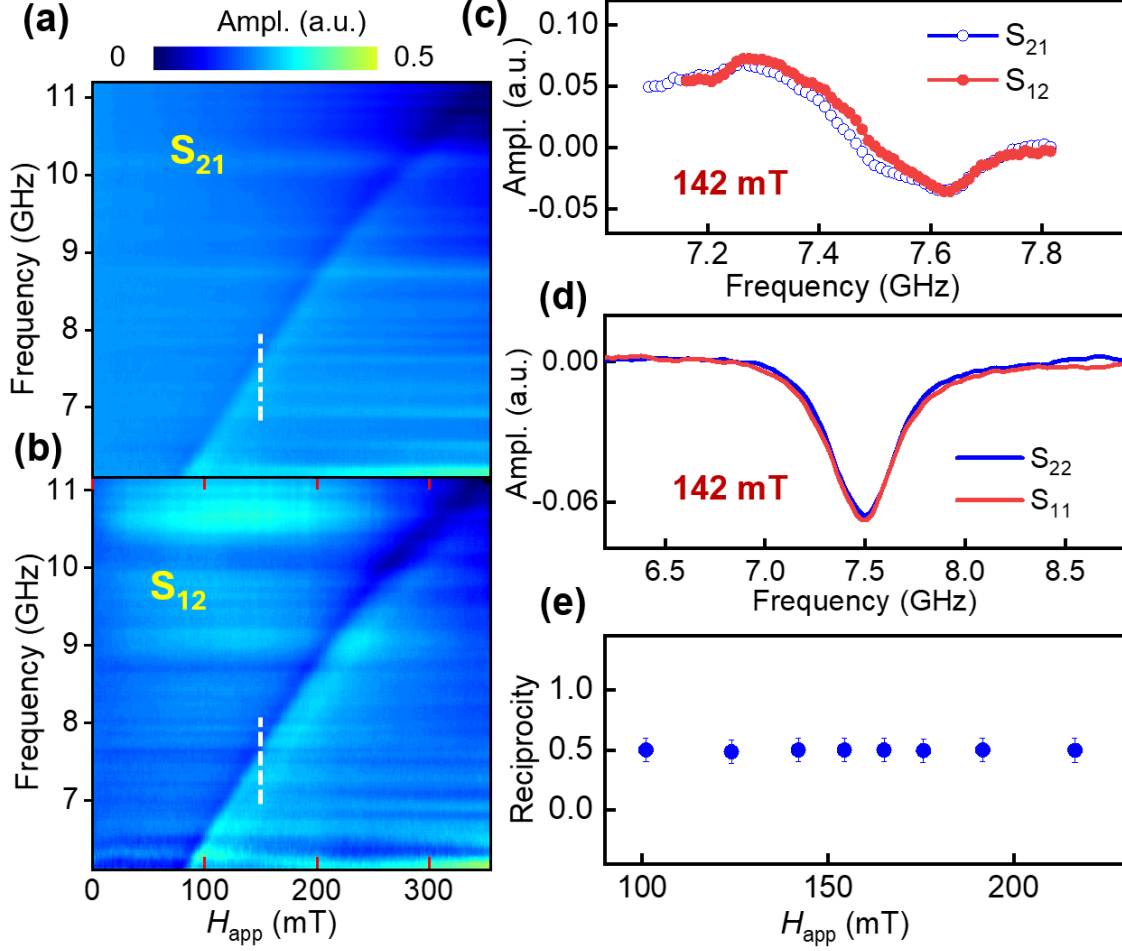 (a)
Ampl. (a.u.)
0 0.5
S21
11
10
9
8
7
Frequency (GHz)
(b)
S12
11
10
9
8
7
Frequency (GHz)
0 100 200 300
Happ (mT)
(c)
0.10
0.05
0.00
-0.05
Ampl. (a.u.)
S21
S12
142 mT
7.2 7.4 7.6 7.8
Frequency (GHz)
(d)
0.00
-0.06
Ampl. (a.u.)
142 mT
S22
S11
6.5 7.0 7.5 8.0 8.5
Frequency (GHz)
(e)
1.0
0.5
0.0
Reciprocity
100 150 200
Happ (mT)